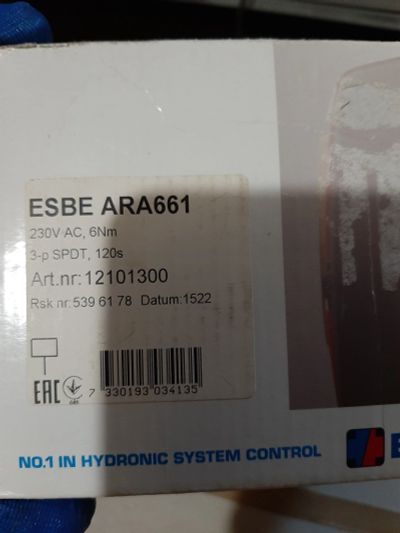 ESBE ARA661
230V AC, 6Nm
3-p SPDT, 120s
Art.nr:12101300
Rsk nr:539 61 78 Datum:1522
EAC
7 330193 034135
NO.1 IN HYDRONIC SYSTEM CONTROL